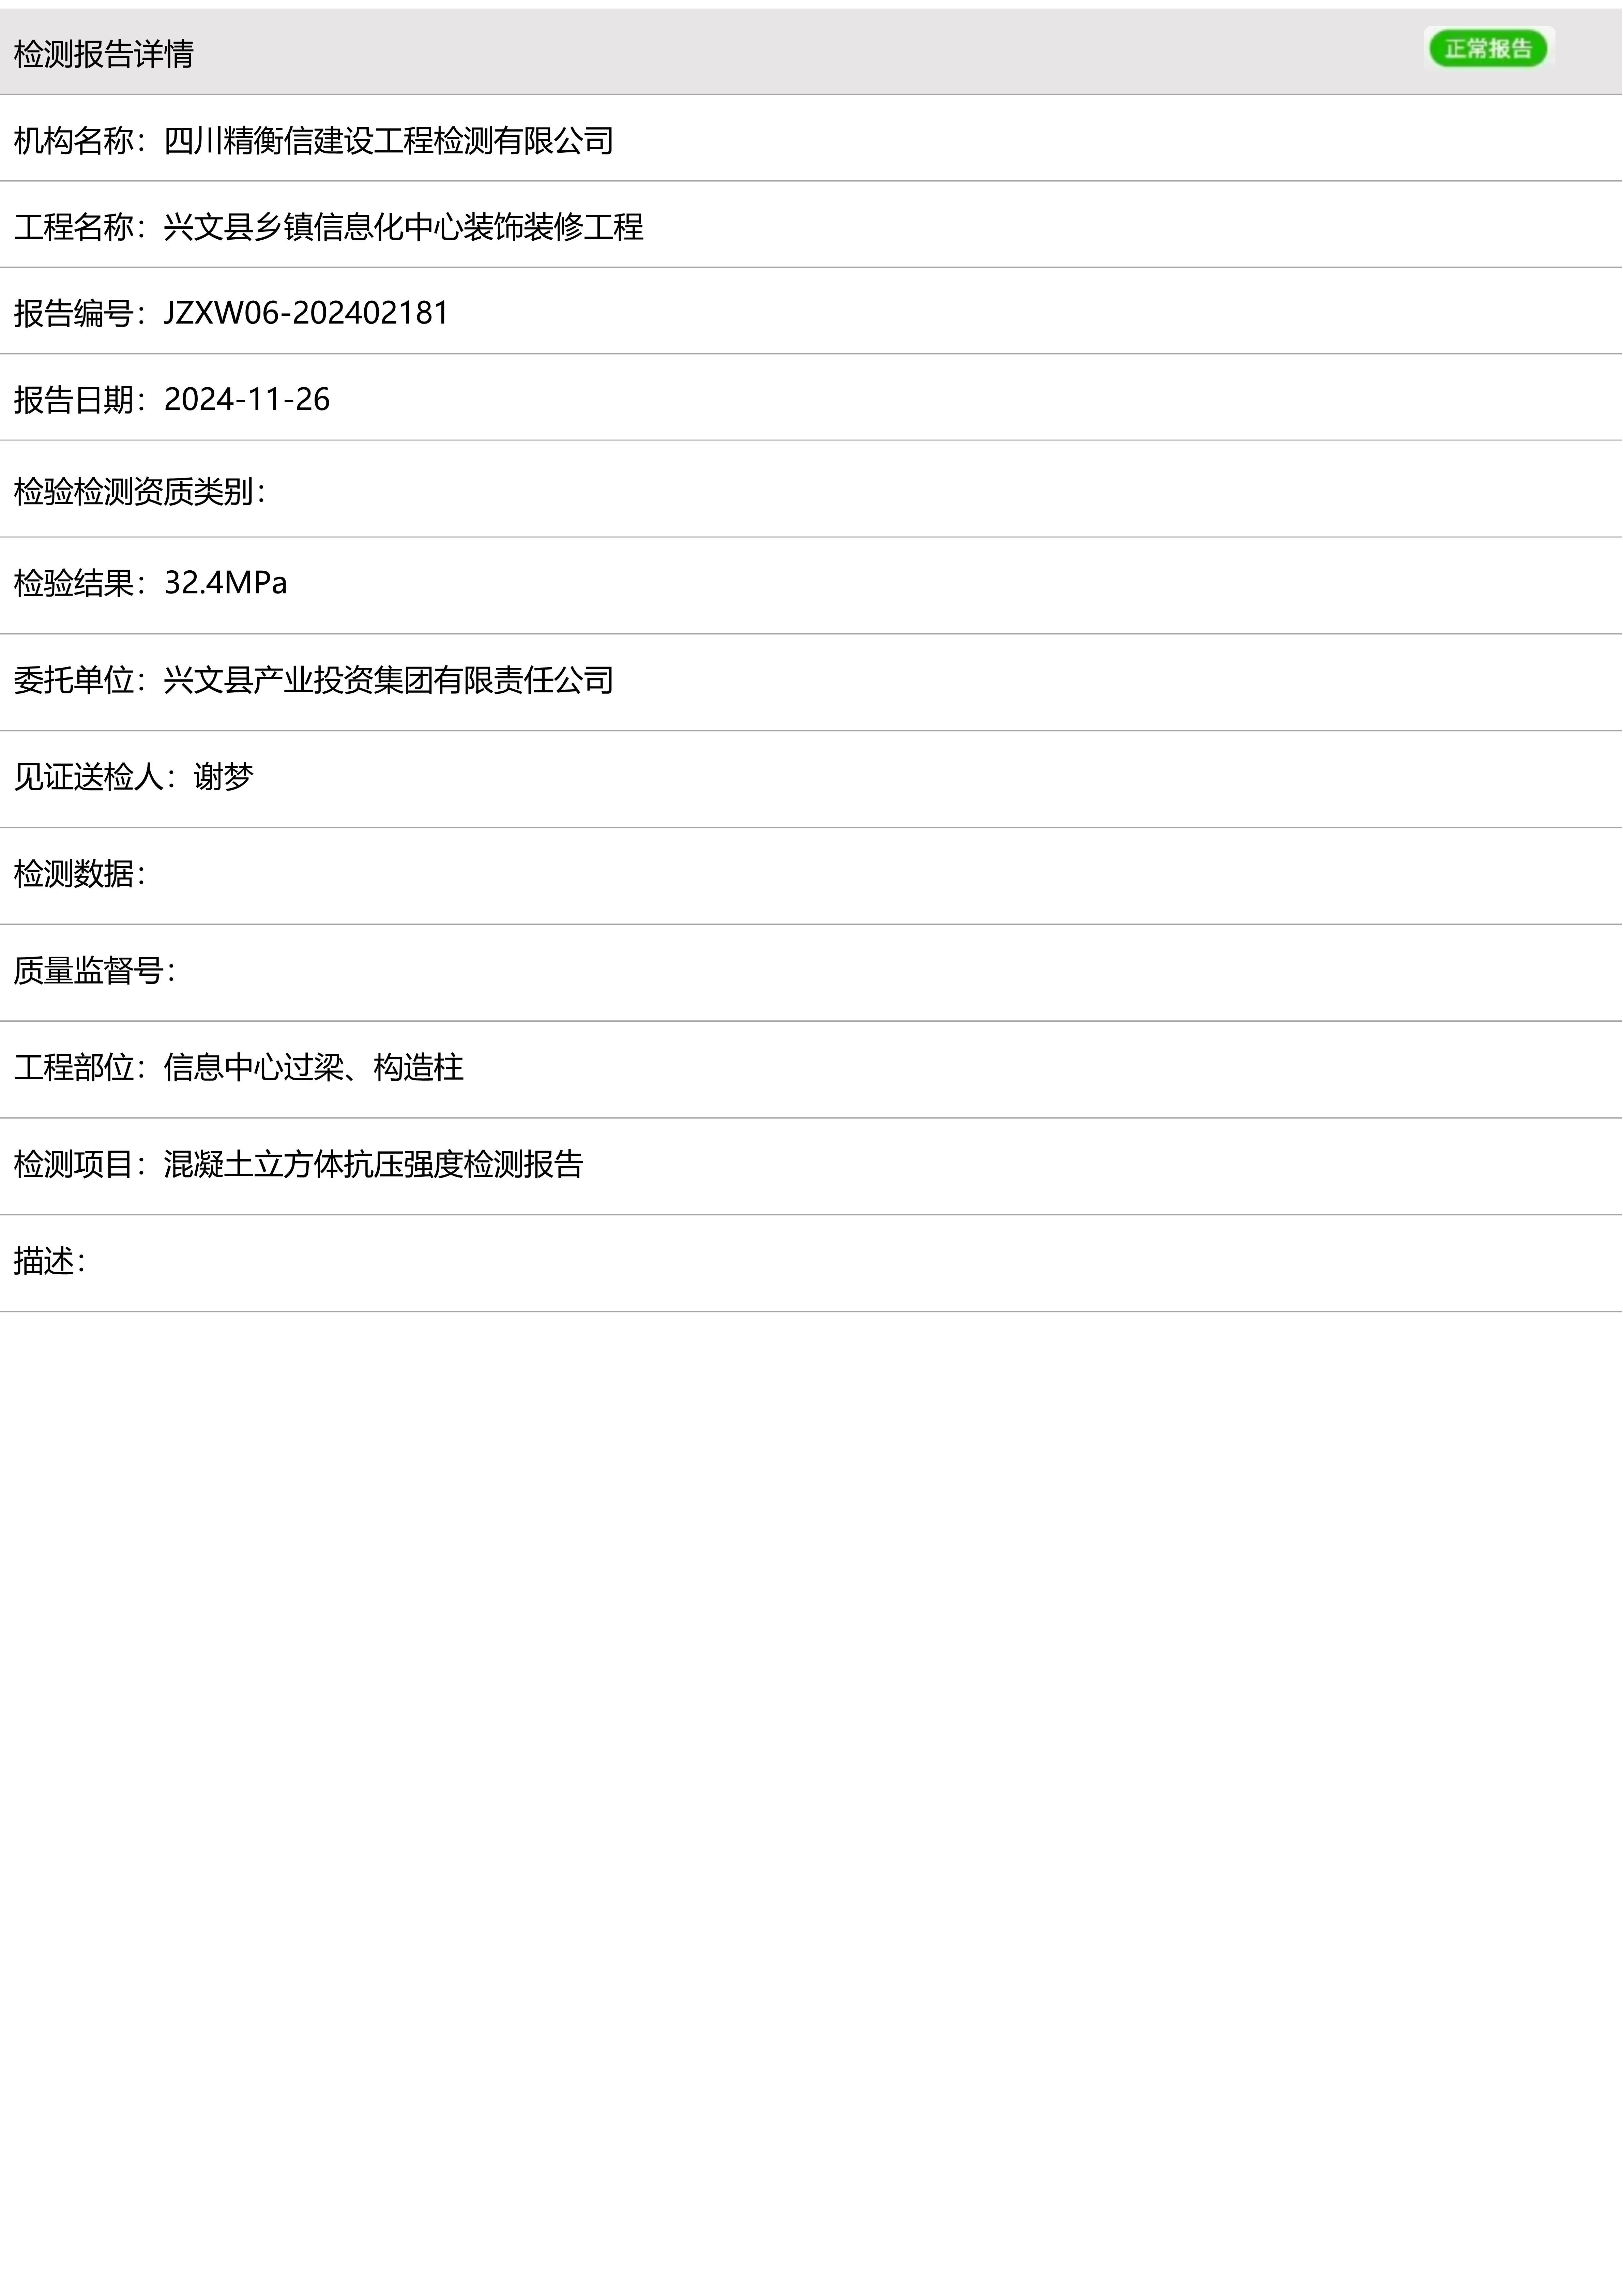 检测报告详情
正常报告
机构名称：四川精衡信建设工程检测有限公司
工程名称：兴文县乡镇信息化中心装饰装修工程
报告编号：JZXW06-202402181
报告日期：2024-11-26
检验检测资质类别：
检验结果：32.4MPa
委托单位：兴文县产业投资集团有限责任公司
见证送检人：谢梦
检测数据：
质量监督号：
工程部位：信息中心过梁、构造柱
检测项目：混凝土立方体抗压强度检测报告
描述：